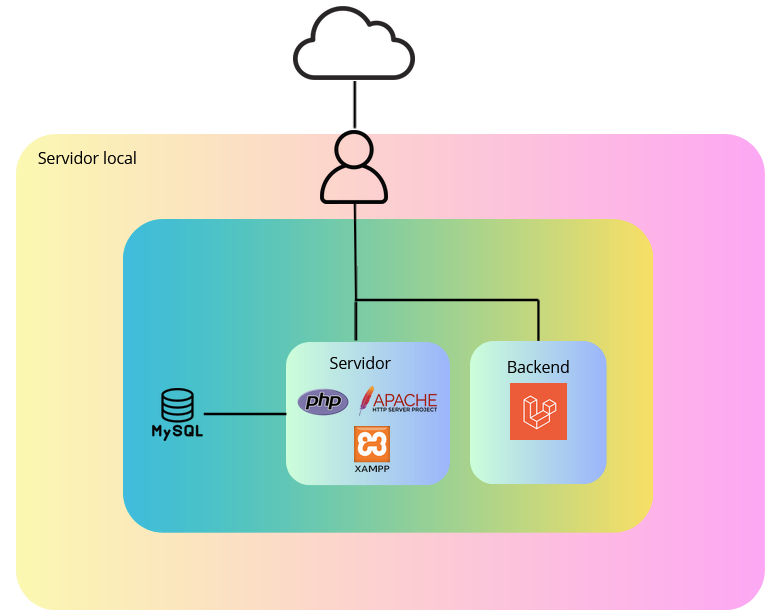 Servidor local
Servidor
Backend
php
APACHE
HTTP SERVER PROJECT
XAMPP
MySQL